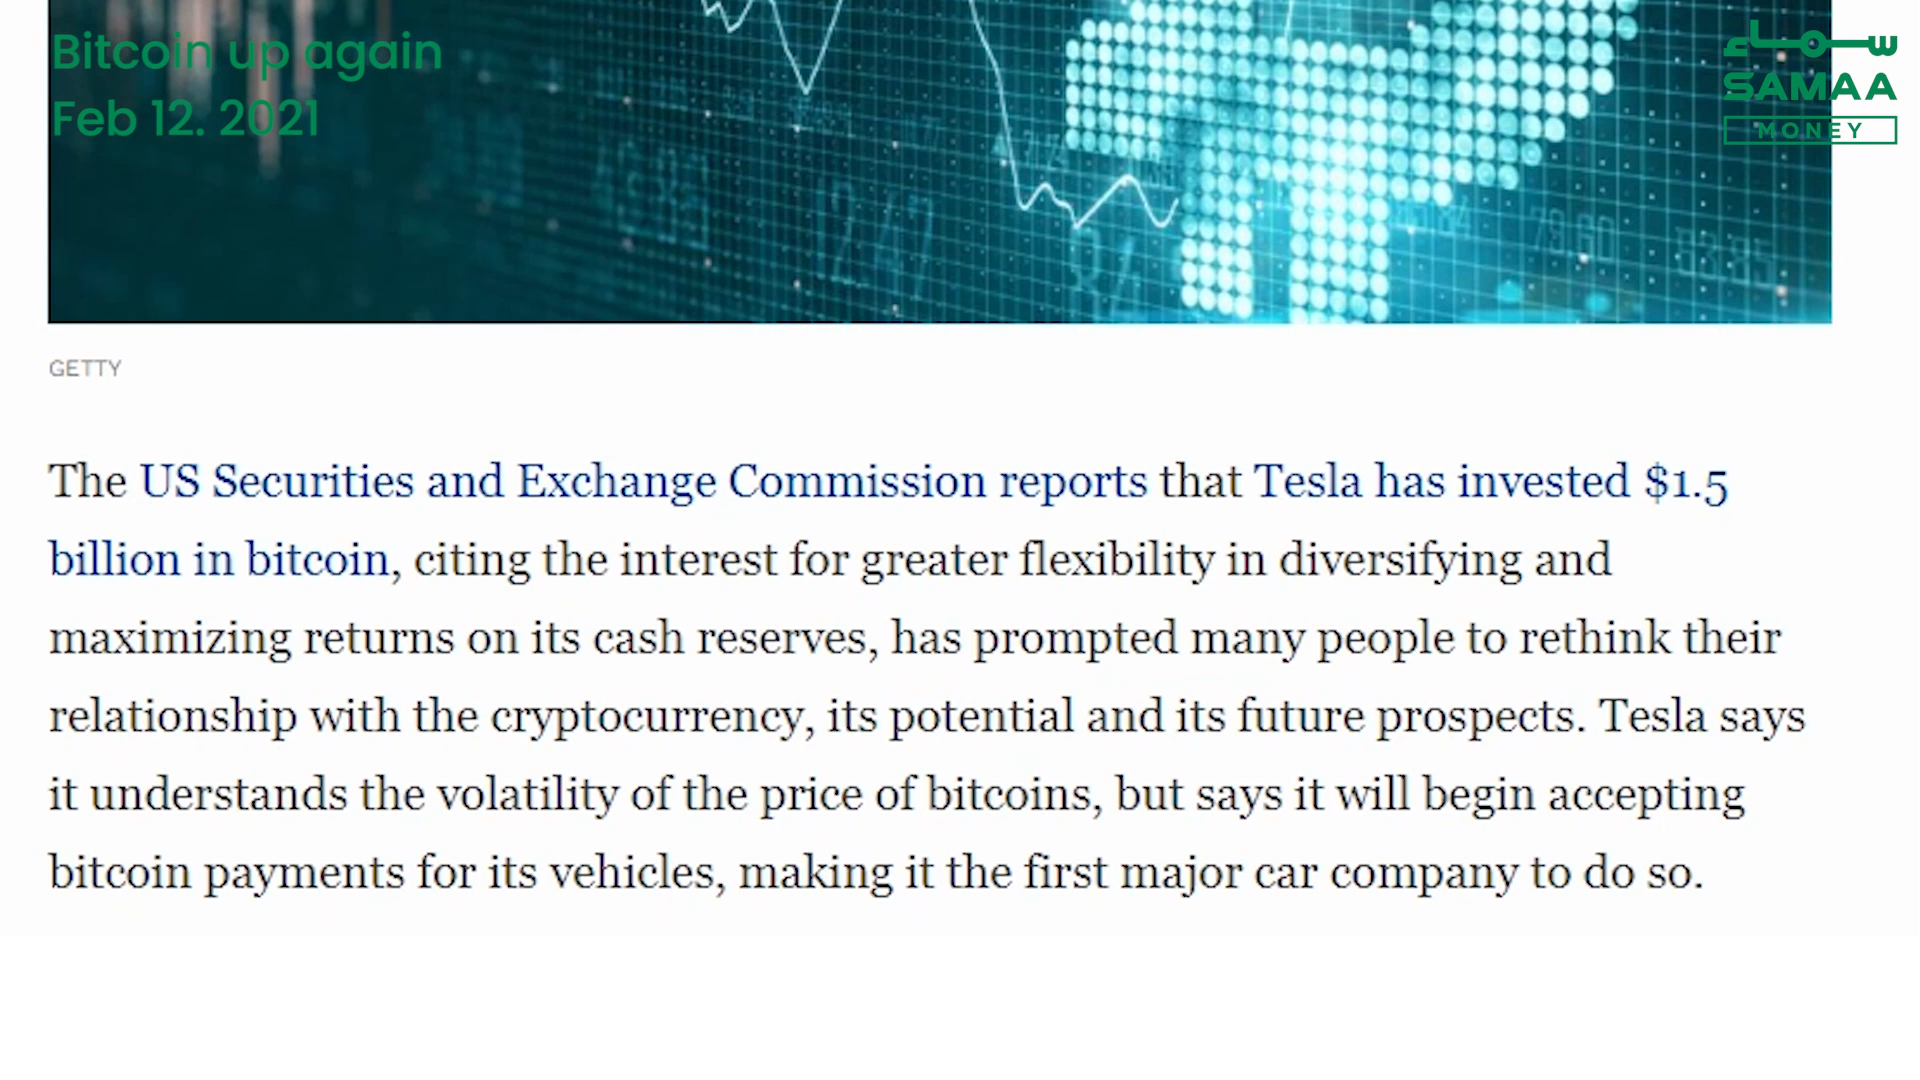 Bitcoin up again
Feb 12. 2021
سماء
SAMAA
MONEY
GETTY
The US Securities and Exchange Commission reports that Tesla has invested $1.5
billion in bitcoin, citing the interest for greater flexibility in diversifying and
maximizing returns on its cash reserves, has prompted many people to rethink their
relationship with the cryptocurrency, its potential and its future prospects. Tesla says
it understands the volatility of the price of bitcoins, but says it will begin accepting
bitcoin payments for its vehicles, making it the first major car company to do so.